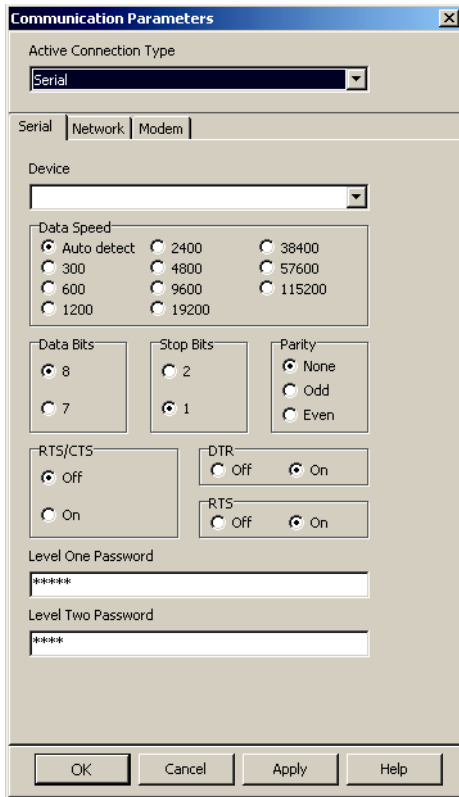 Communication Parameters
Active Connection Type
Serial
Serial Network Modem
Device
Data Speed
Auto detect 2400 38400
300 4800 57600
600 9600 115200
1200 19200
Data Bits Stop Bits Parity
8 2 None
7 1 Odd
Even
RTS/CTS DTR
Off Off On
On RTS
Off On
Level One Password
*****
Level Two Password
****
OK Cancel Apply Help